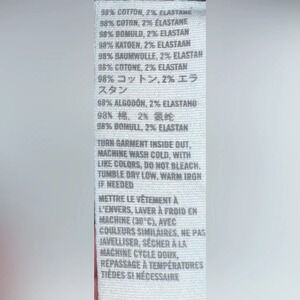 98% COTTON, 2% ELASTANE
98% COTON, 2% ÉLASTANE
98% BOMULD, 2% ELASTAN
98% KATOEN, 2% ELASTAAN
98% BAUMWOLLE, 2% ELASTAN
98% COTONE, 2% ELASTAN
98% コットン, 2% エラ
スタン
98% ALGODÓN, 2% ELASTANO
98% 棉, 2% 氨纶
98% BOMULL, 2% ELASTAN
TURN GARMENT INSIDE OUT,
MACHINE WASH COLD, WITH
LIKE COLORS, DO NOT BLEACH,
TUMBLE DRY LOW, WARM IRON
IF NEEDED
METTRE LE VÊTEMENT À
L'ENVERS, LAVER À FROID EN
MACHINE (30°C), AVEC
COULEURS SIMILAIRES, NE PAS
JAVELLISER, SÉCHER À LA
MACHINE CYCLE DOUX,
REPASSAGE À TEMPÉRATURES
TIÈDES SI NÉCESSAIRE